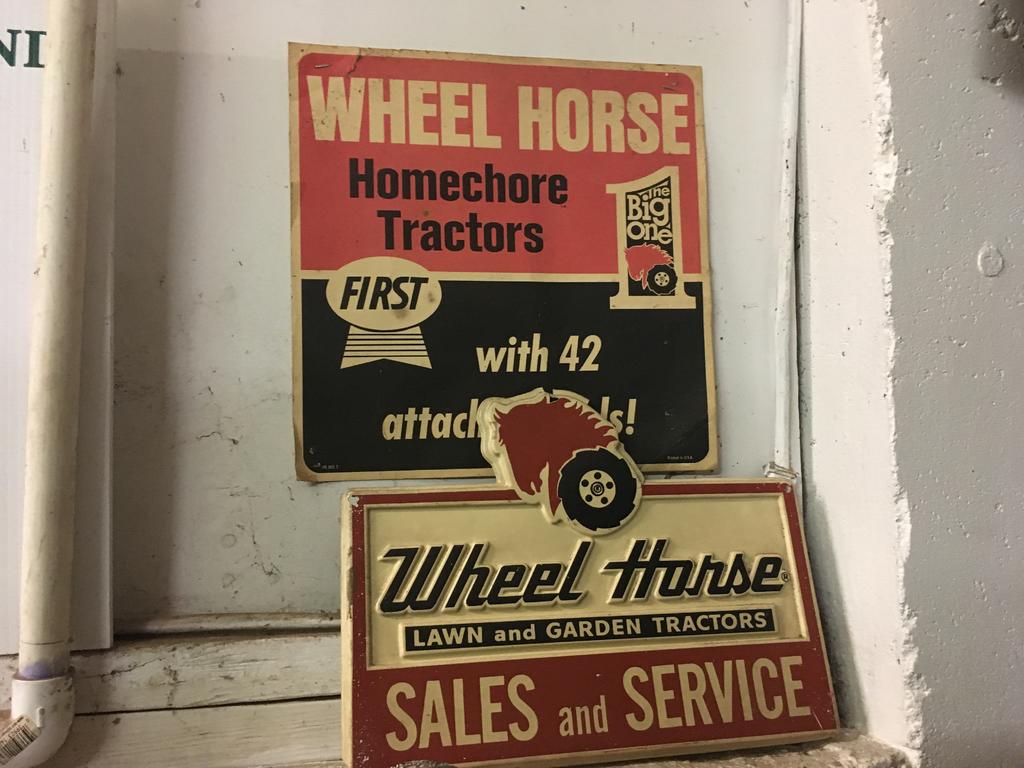 WHEEL HORSE
Homechore
Tractors
The
Big
One
FIRST
with 42
Wheel Horse®
LAWN and GARDEN TRACTORS
SALES and SERVICE